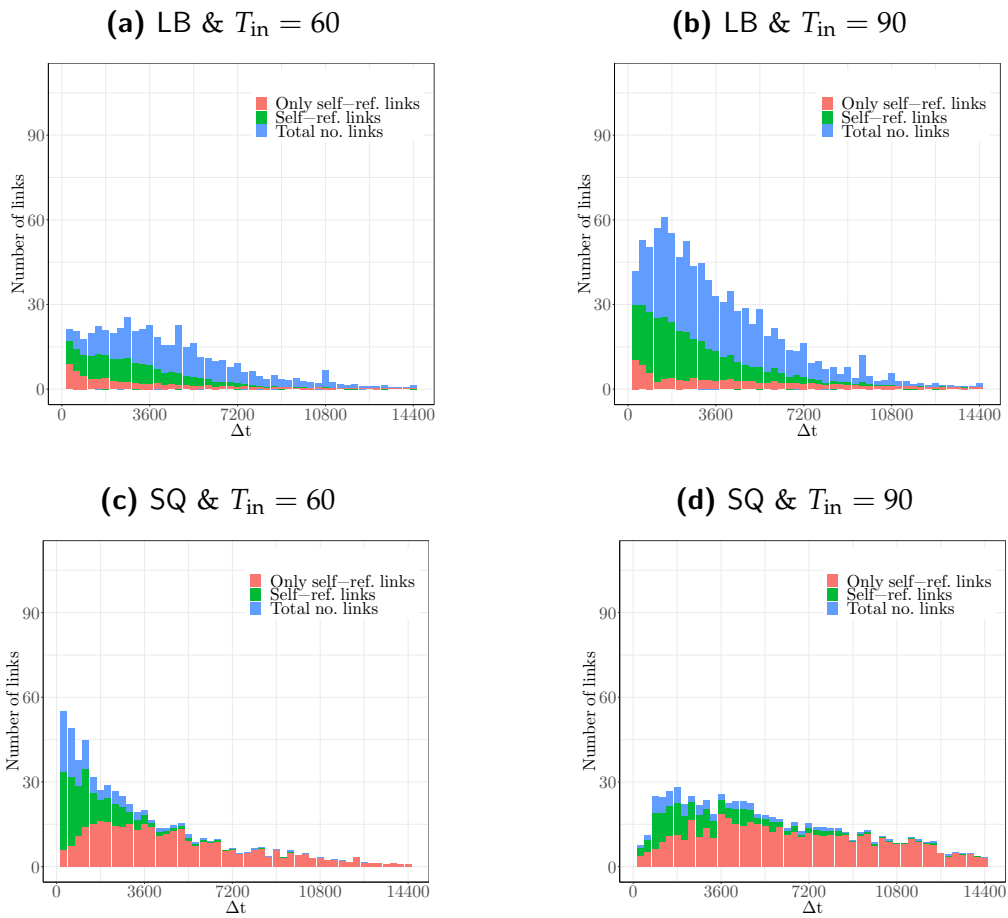 (a) LB & T_in = 60
90
60
30
0
Number of links
Only self−ref. links
Self−ref. links
Total no. links
0 3600 7200 10800 14400
Δt
(b) LB & T_in = 90
90
60
30
0
Number of links
Only self−ref. links
Self−ref. links
Total no. links
0 3600 7200 10800 14400
Δt
(c) SQ & T_in = 60
90
60
30
0
Number of links
Only self−ref. links
Self−ref. links
Total no. links
0 3600 7200 10800 14400
Δt
(d) SQ & T_in = 90
90
60
30
0
Number of links
Only self−ref. links
Self−ref. links
Total no. links
0 3600 7200 10800 14400
Δt